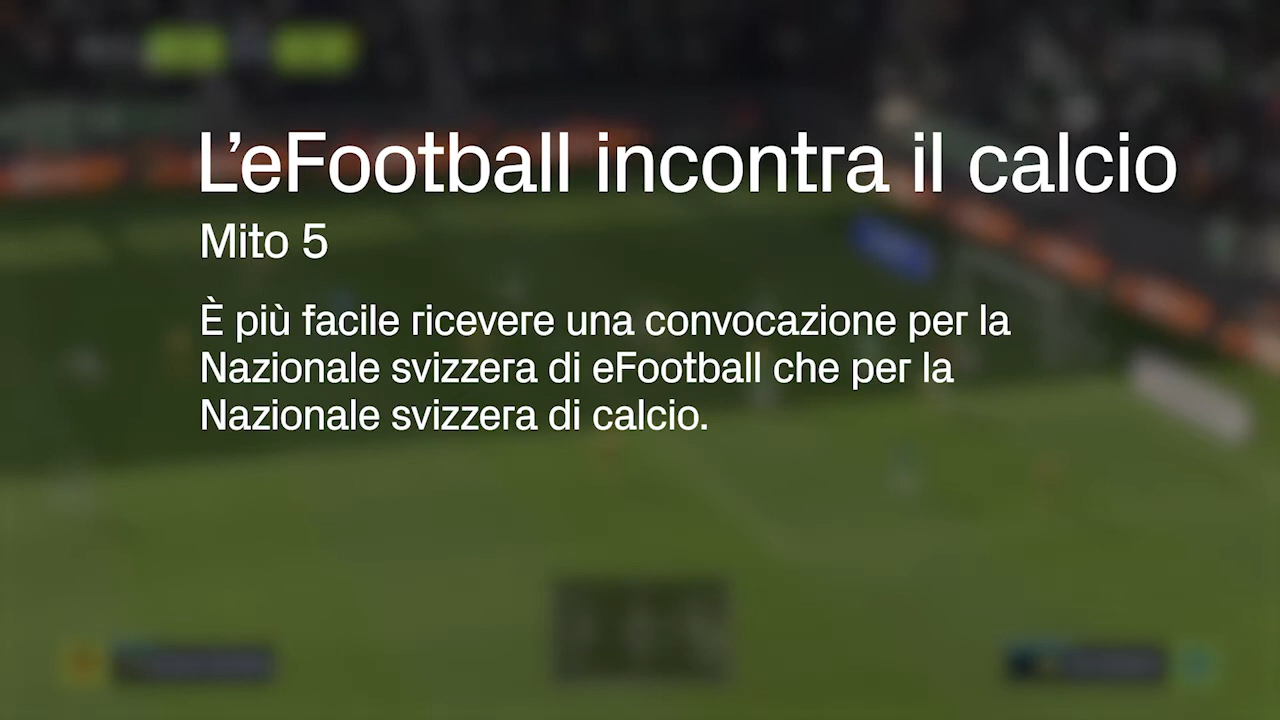 L’eFootball incontra il calcio
Mito 5
È più facile ricevere una convocazione per la
Nazionale svizzera di eFootball che per la
Nazionale svizzera di calcio.